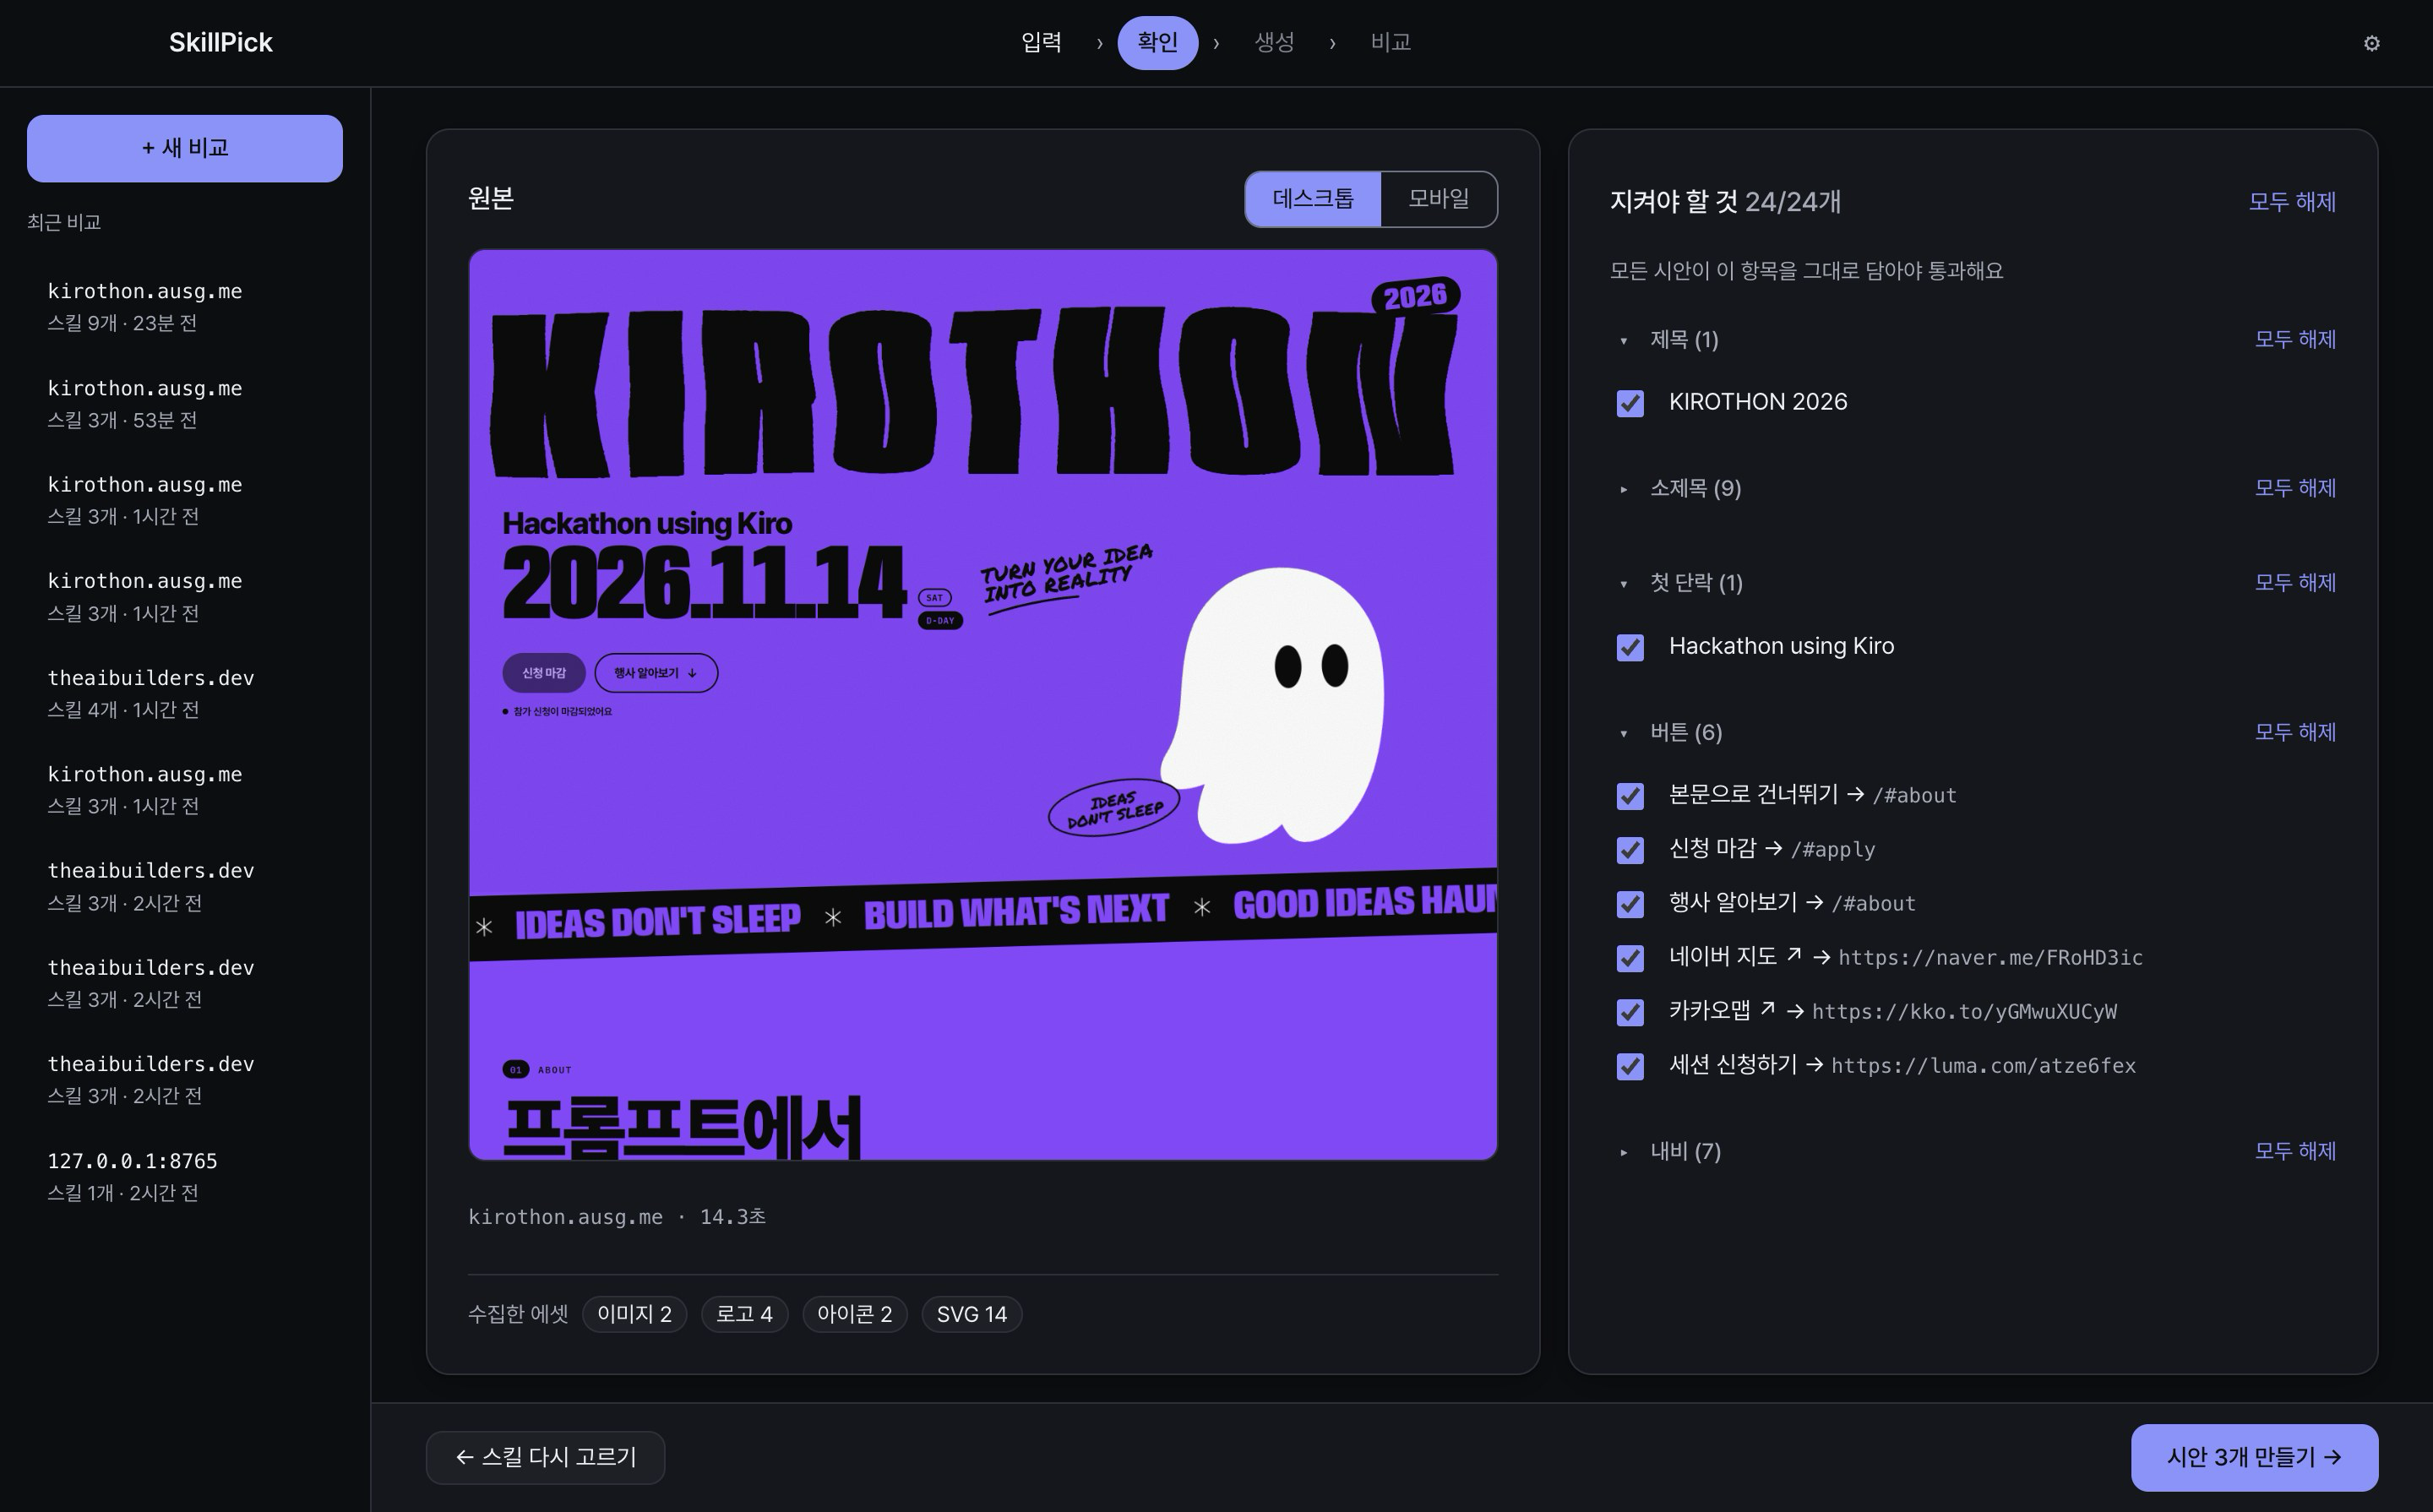 SkillPick
입력 › 확인 › 생성 › 비교
⚙
+ 새 비교
최근 비교
kirothon.ausg.me
스킬 9개 · 23분 전
kirothon.ausg.me
스킬 3개 · 53분 전
kirothon.ausg.me
스킬 3개 · 1시간 전
kirothon.ausg.me
스킬 3개 · 1시간 전
theaibuilders.dev
스킬 4개 · 1시간 전
kirothon.ausg.me
스킬 3개 · 1시간 전
theaibuilders.dev
스킬 3개 · 2시간 전
theaibuilders.dev
스킬 3개 · 2시간 전
theaibuilders.dev
스킬 3개 · 2시간 전
127.0.0.1:8765
스킬 1개 · 2시간 전
원본
데스크톱 모바일
2026
KIROTHON
Hackathon using Kiro
2026.11.14
SAT
D-DAY
TURN YOUR IDEA
INTO REALITY
신청 마감 행사 알아보기 ↓
● 참가 신청이 마감되었어요
IDEAS
DON'T SLEEP
IDEAS DON'T SLEEP BUILD WHAT'S NEXT GOOD IDEAS
01 ABOUT
프롬프트에서
kirothon.ausg.me · 14.3초
수집한 에셋 이미지 2 로고 4 아이콘 2 SVG 14
지켜야 할 것 24/24개 모두 해제
모든 시안이 이 항목을 그대로 담아야 통과해요
제목 (1) 모두 해제
KIROTHON 2026
소제목 (9) 모두 해제
첫 단락 (1) 모두 해제
Hackathon using Kiro
버튼 (6) 모두 해제
본문으로 건너뛰기 → /#about
신청 마감 → /#apply
행사 알아보기 → /#about
네이버 지도 ↗ → https://naver.me/FRoHD3ic
카카오맵 ↗ → https://kko.to/yGMwuXUCyW
세션 신청하기 → https://luma.com/atze6fex
내비 (7) 모두 해제
← 스킬 다시 고르기
시안 3개 만들기 →